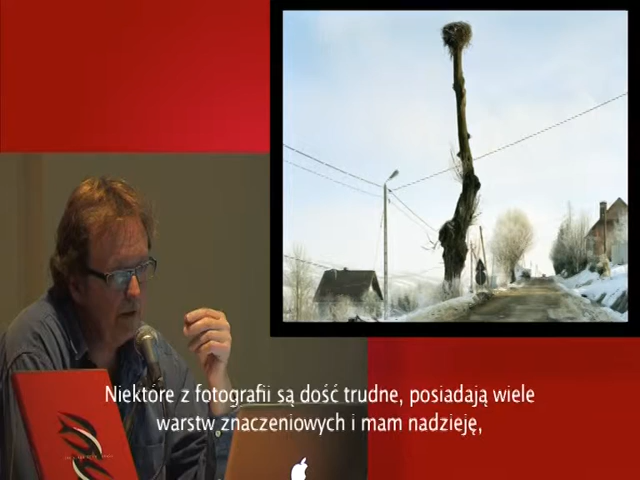 Niektóre z fotografii są dość trudne, posiadają wiele
warstw znaczeniowych i mam nadzieję,